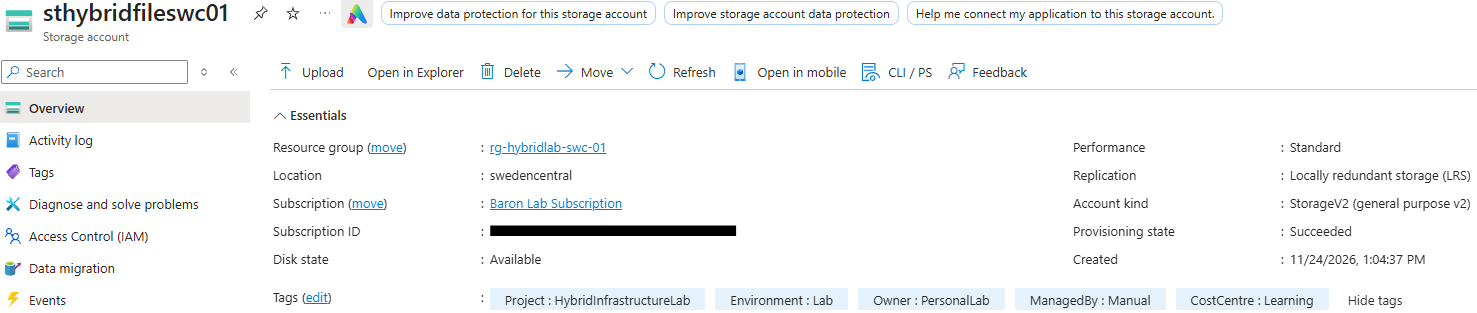 sthybridfileswc01
Storage account
Improve data protection for this storage account
Improve storage account data protection
Help me connect my application to this storage account.
Search
Upload Open in Explorer Delete Move Refresh Open in mobile CLI / PS Feedback
Overview
Activity log
Tags
Diagnose and solve problems
Access Control (IAM)
Data migration
Events
Essentials
Resource group (move) : rg-hybridlab-swc-01
Location : swedencentral
Subscription (move) : Baron Lab Subscription
Subscription ID :
Disk state : Available
Performance : Standard
Replication : Locally redundant storage (LRS)
Account kind : StorageV2 (general purpose v2)
Provisioning state : Succeeded
Created : 11/24/2026, 1:04:37 PM
Tags (edit) : Project : HybridInfrastructureLab Environment : Lab Owner : PersonalLab ManagedBy : Manual CostCentre : Learning Hide tags